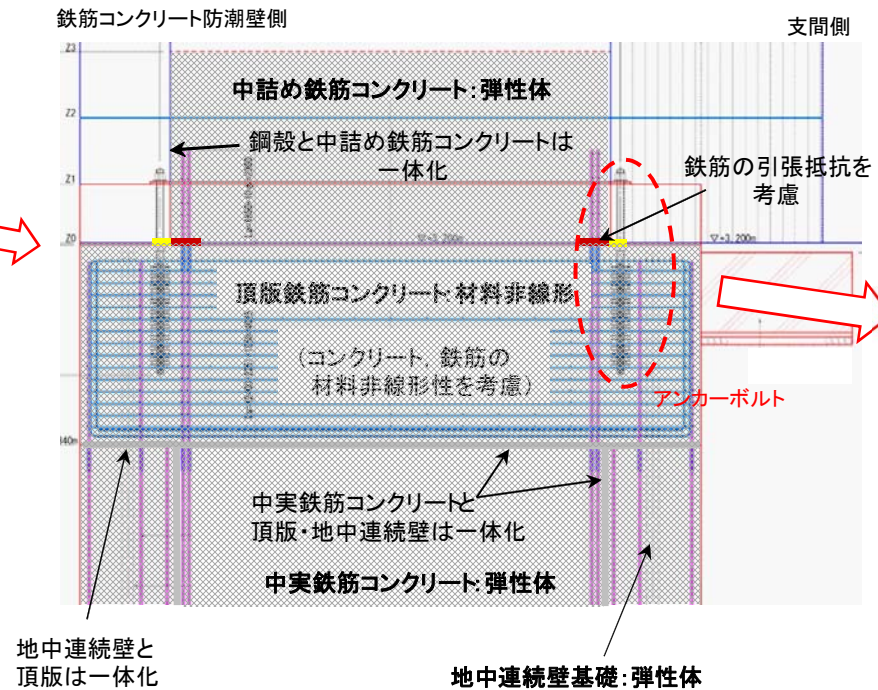 鉄筋コンクリート防潮壁側
支間側
Z3
中詰め鉄筋コンクリート：弾性体
Z2
鋼殻と中詰め鉄筋コンクリートは
一体化
鉄筋の引張抵抗を
考慮
Z1
Z0
▽+3,200m
▽+3,200m
頂版鉄筋コンクリート：材料非線形
（コンクリート，鉄筋の
材料非線形性を考慮）
アンカーボルト
中実鉄筋コンクリートと
頂版・地中連続壁は一体化
中実鉄筋コンクリート：弾性体
地中連続壁と
頂版は一体化
地中連続壁基礎：弾性体